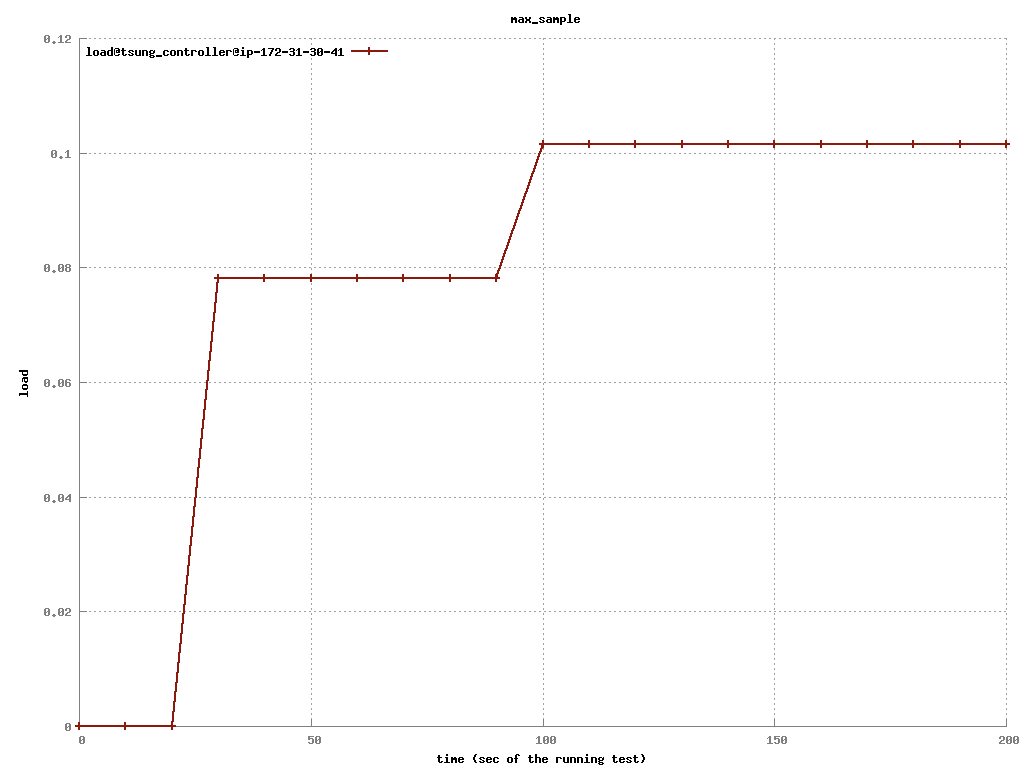 max_sample
0.12
load@tsung_controller@ip-172-31-30-41
0.1
0.08
0.06
load
0.04
0.02
0
0 50 100 150 200
time (sec of the running test)